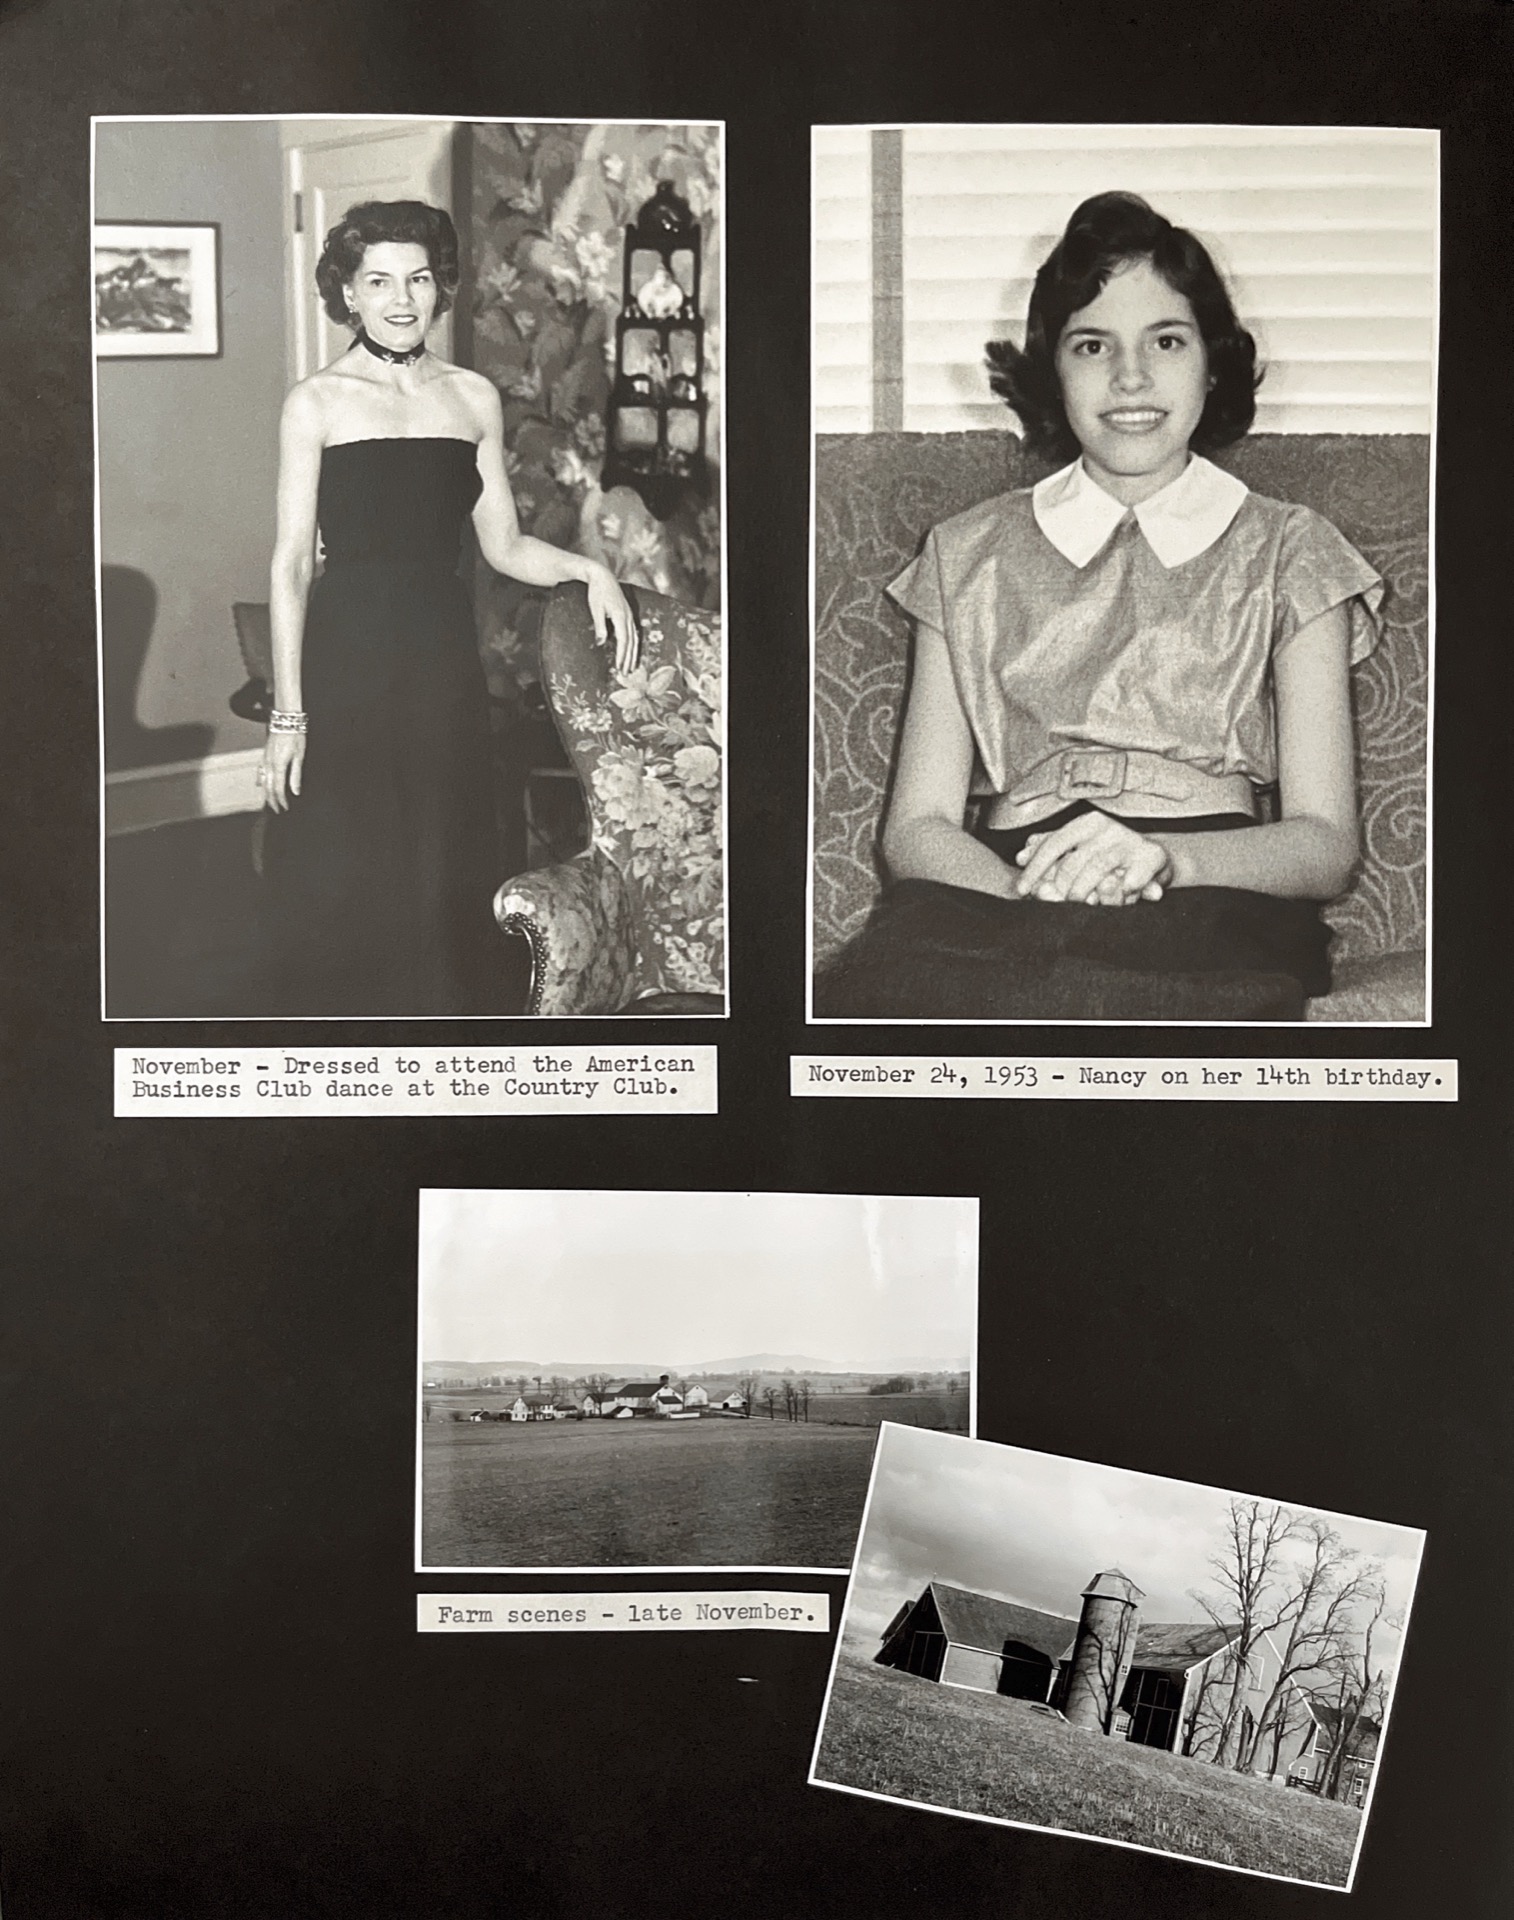 November - Dressed to attend the American
Business Club dance at the Country Club.
November 24, 1953 - Nancy on her 14th birthday.
Farm scenes - late November.